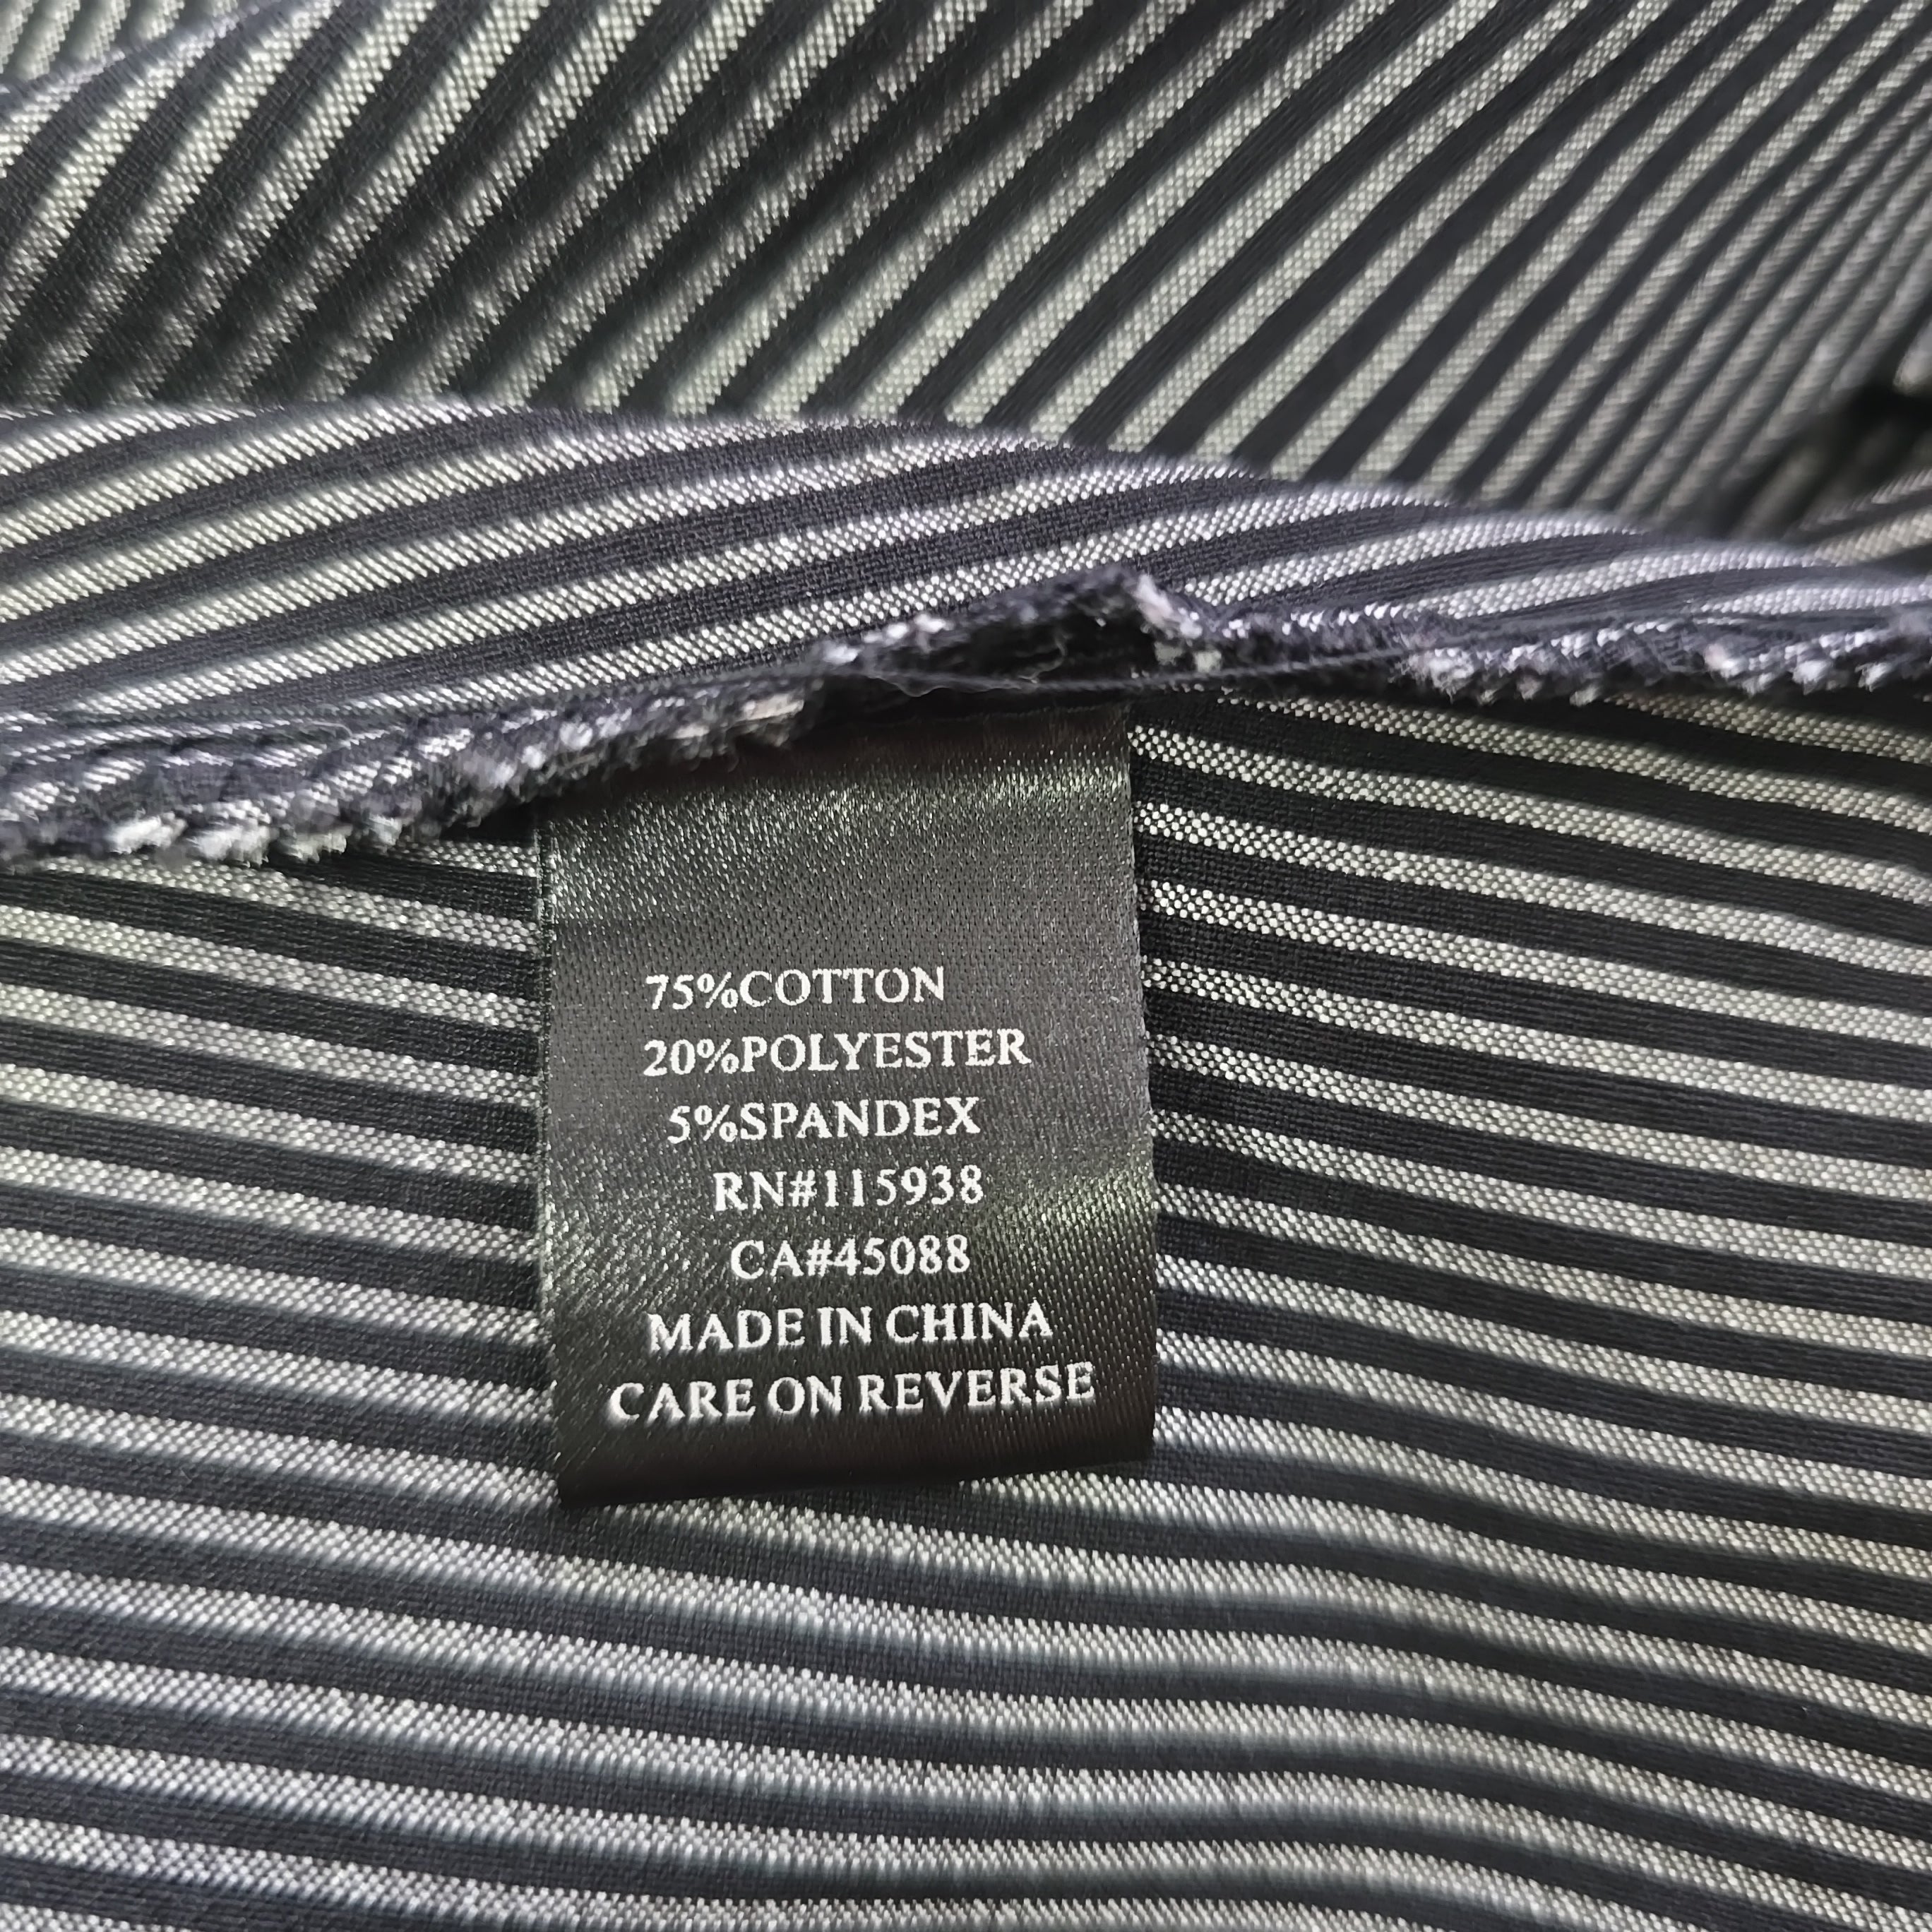 75%COTTON
20%POLYESTER
5%SPANDEX
RN#115938
CA#45088
MADE IN CHINA
CARE ON REVERSE